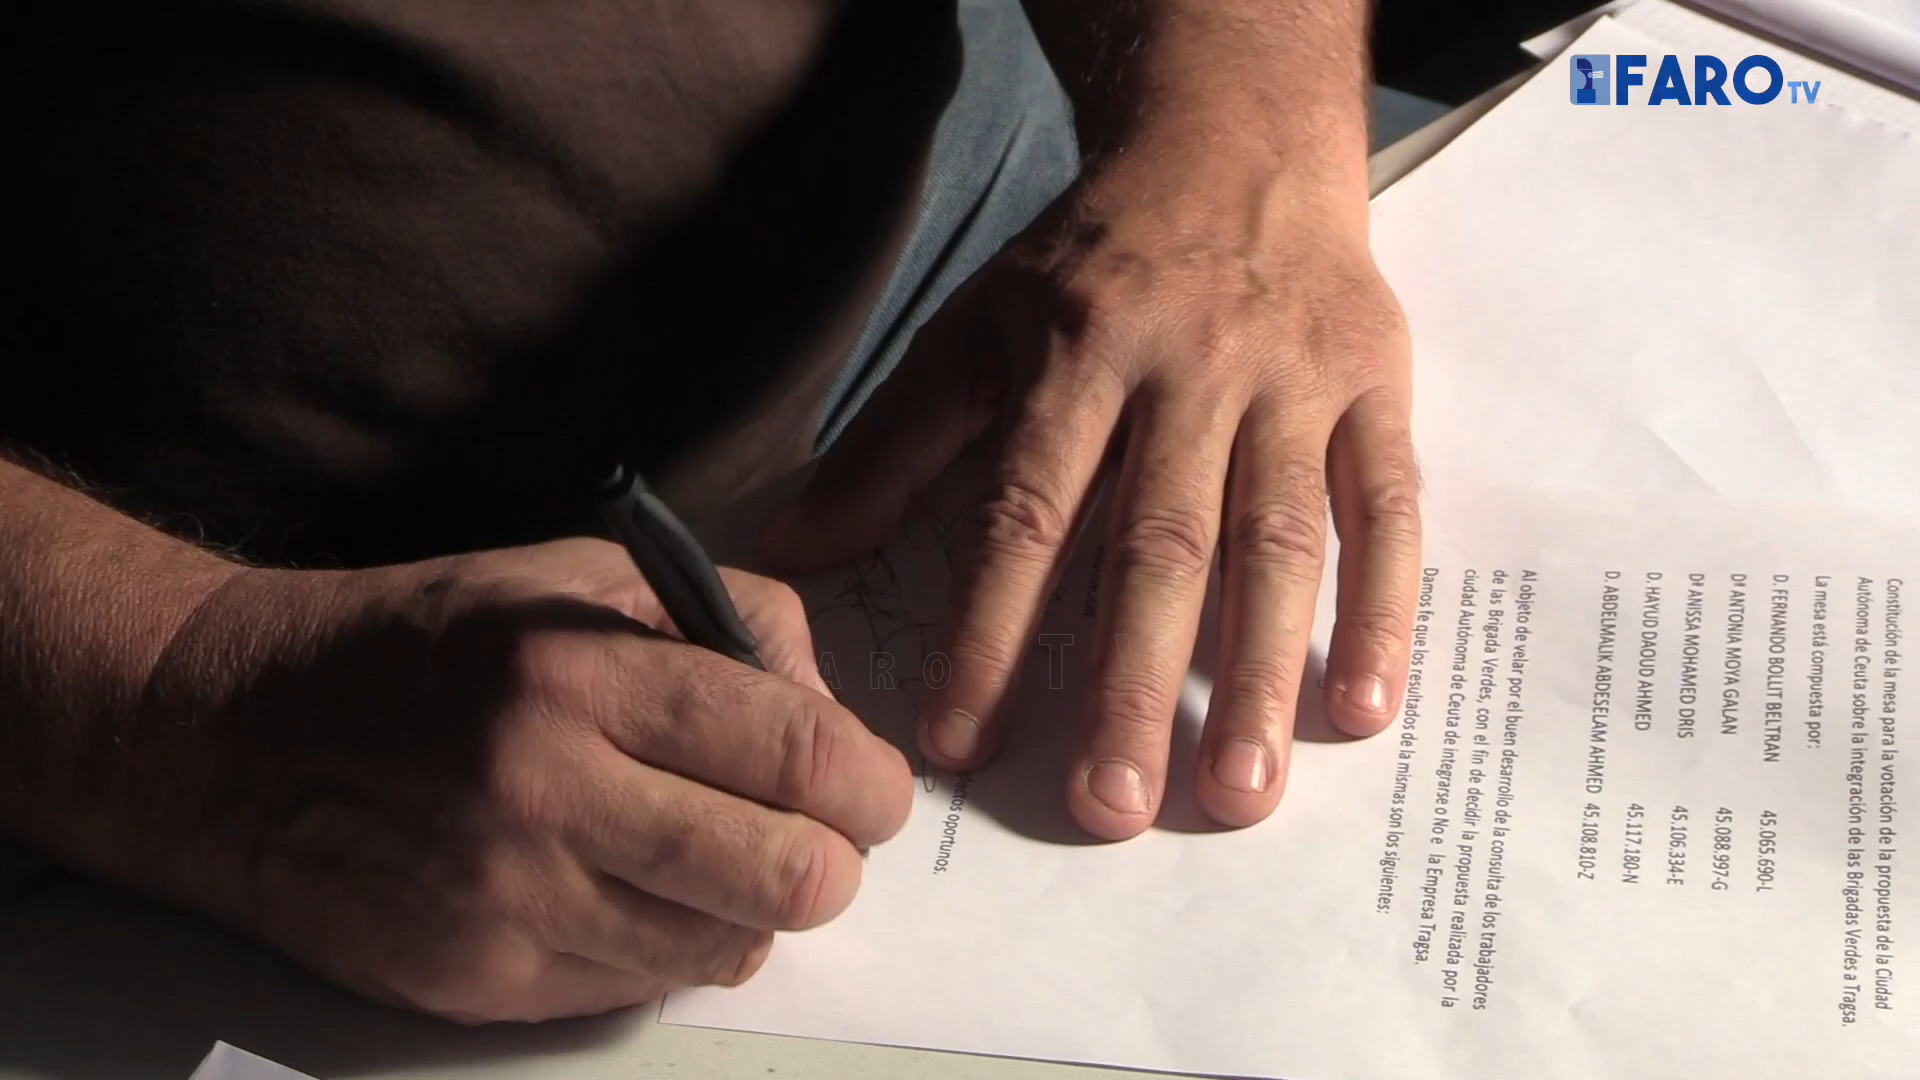 FARO TV
Constitución de la mesa para la votación de la propuesta de la Ciudad
Autónoma de Ceuta sobre la integración de las Brigadas Verdes a Tragsa.
La mesa está compuesta por:
D. FERNANDO BOLLIT BELTRAN 45.065.690-L
Dª ANTONIA MOYA GALAN 45.088.997-G
Dª ANISSA MOHAMED DRIS 45.106.334-E
D. HAYUD DAOUD AHMED 45.117.180-N
D. ABDELMALIK ABDESELAM AHMED 45.108.810-Z
Al objeto de velar por el buen desarrollo de la consulta de los trabajadores
de las Brigada Verdes, con el fin de decidir la propuesta realizada por la
ciudad Autónoma de Ceuta de integrarse o No e la Empresa Tragsa.
Damos fe que los resultados de la mismas son los siguientes:
oportunos.
ARO TV